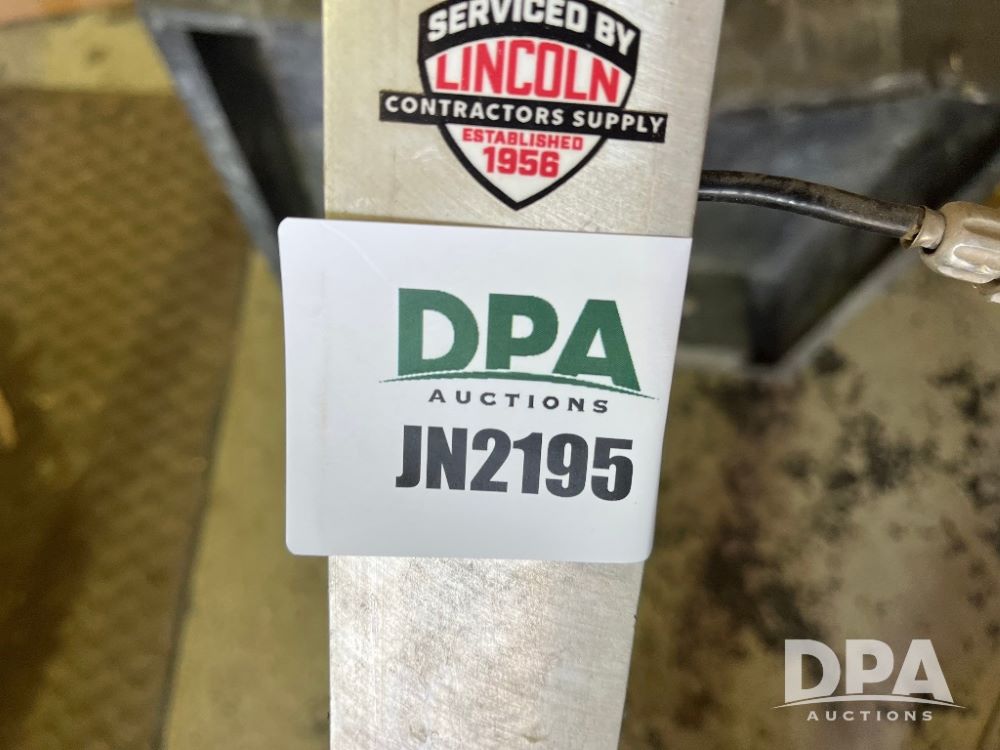 SERVICED BY
LINCOLN
CONTRACTORS SUPPLY
ESTABLISHED
1956
DPA
AUCTIONS
JN2195
DPA
AUCTIONS